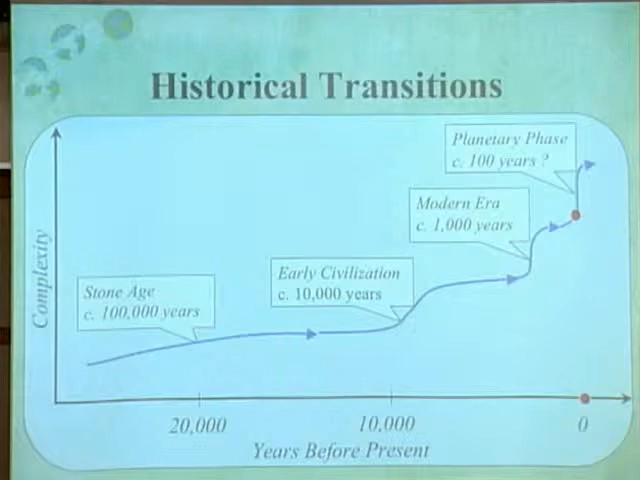 Historical Transitions
Planetary Phase
c. 100 years ?
Modern Era
c. 1,000 years
Early Civilization
c. 10,000 years
Stone Age
c. 100,000 years
Complexity
20,000
10,000
0
Years Before Present